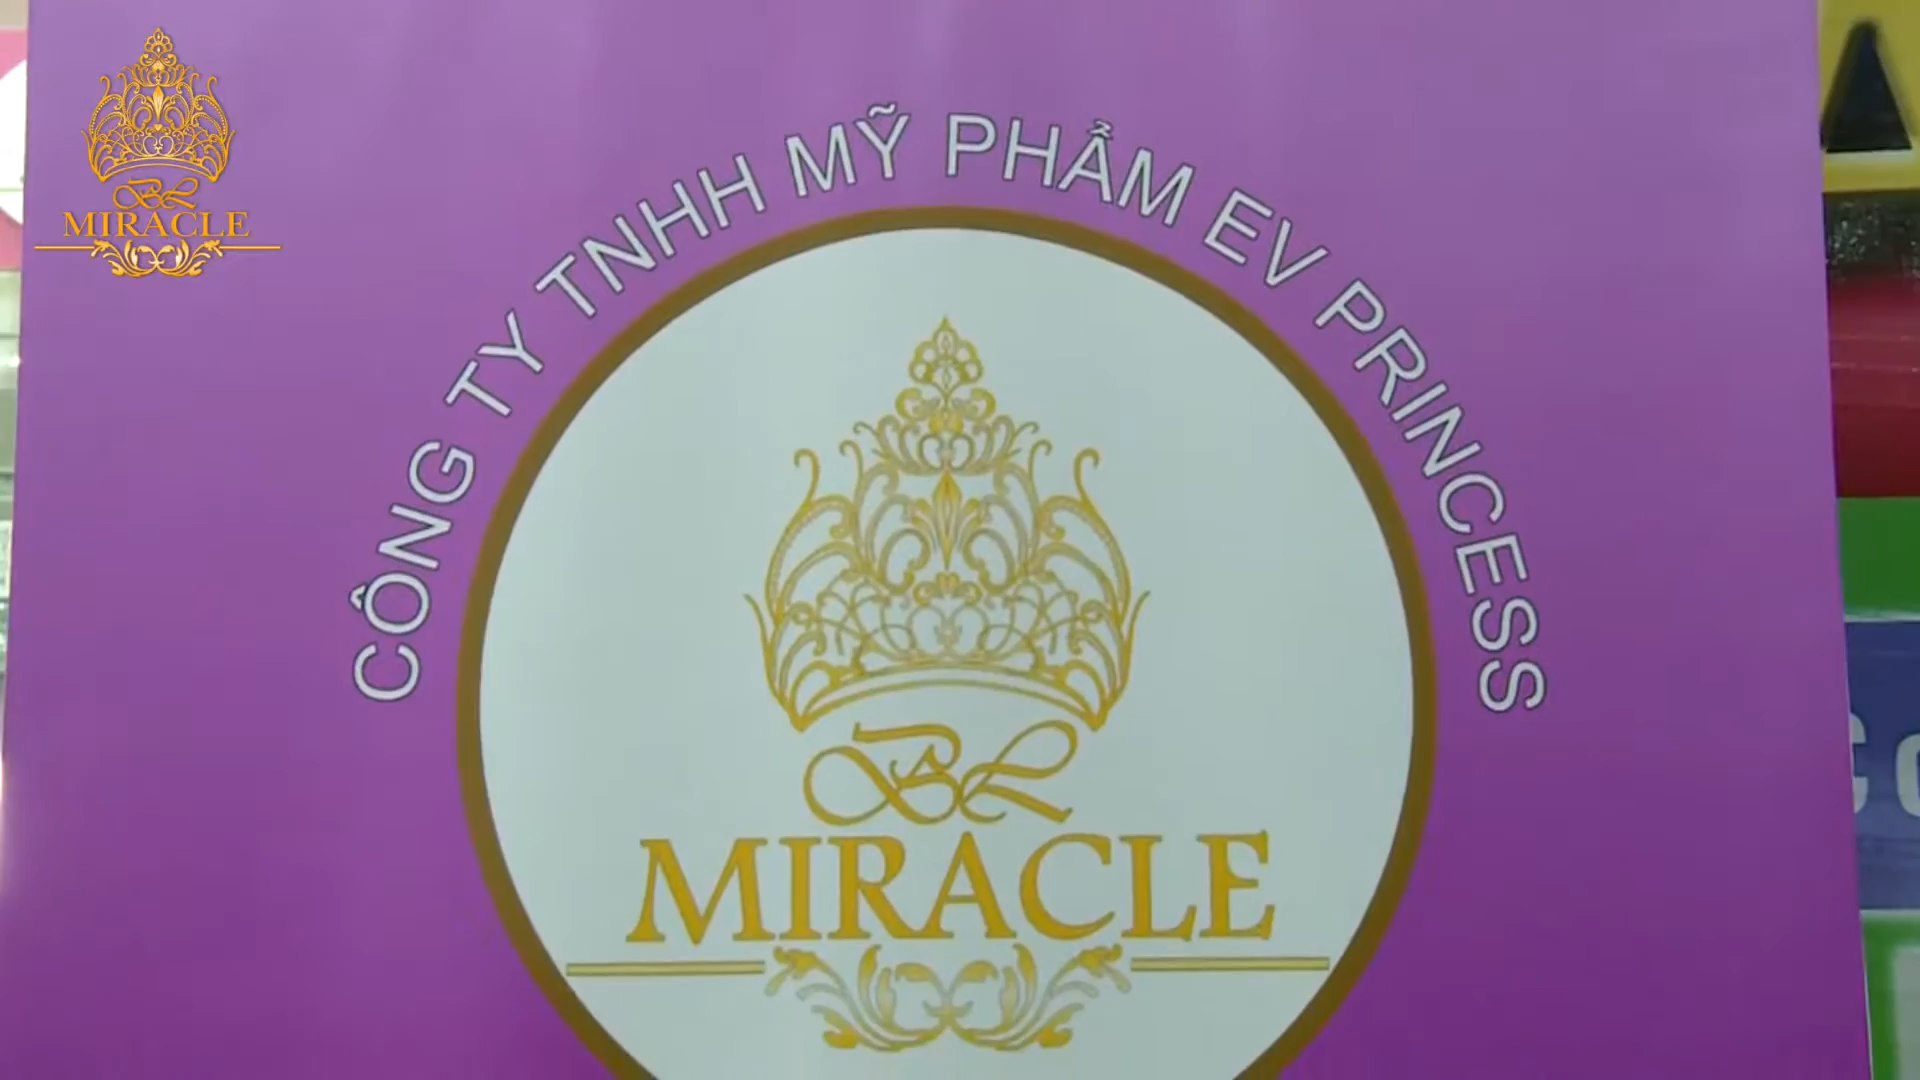 BL
MIRACLE
CÔNG TY TNHH MỸ PHẨM EV PRINCESS
BL
MIRACLE